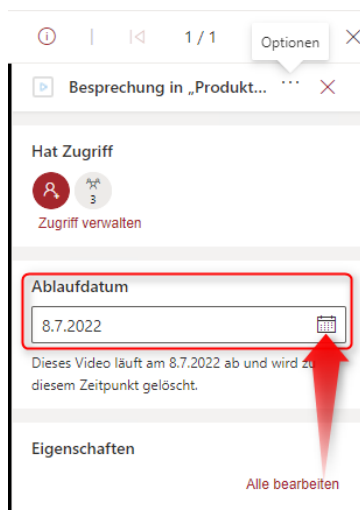 1 / 1
Optionen
Besprechung in „Produkt...
Hat Zugriff
3
Zugriff verwalten
Ablaufdatum
8.7.2022
Dieses Video läuft am 8.7.2022 ab und wird zu
diesem Zeitpunkt gelöscht.
Eigenschaften
Alle bearbeiten